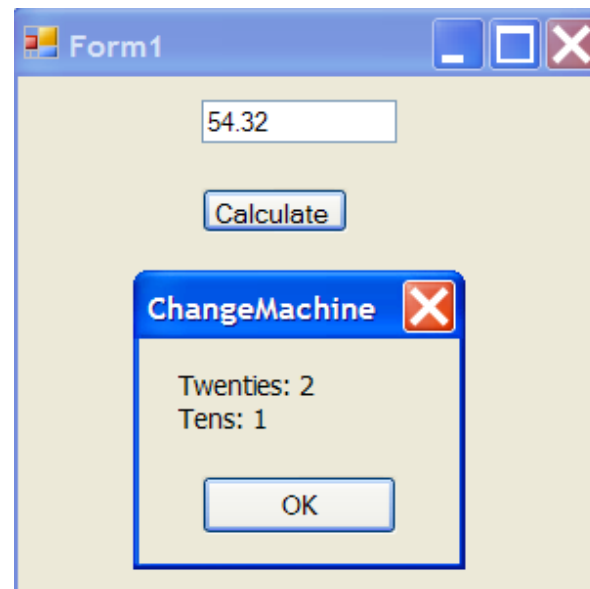 Form1
54.32
Calculate
ChangeMachine
Twenties: 2
Tens: 1
OK